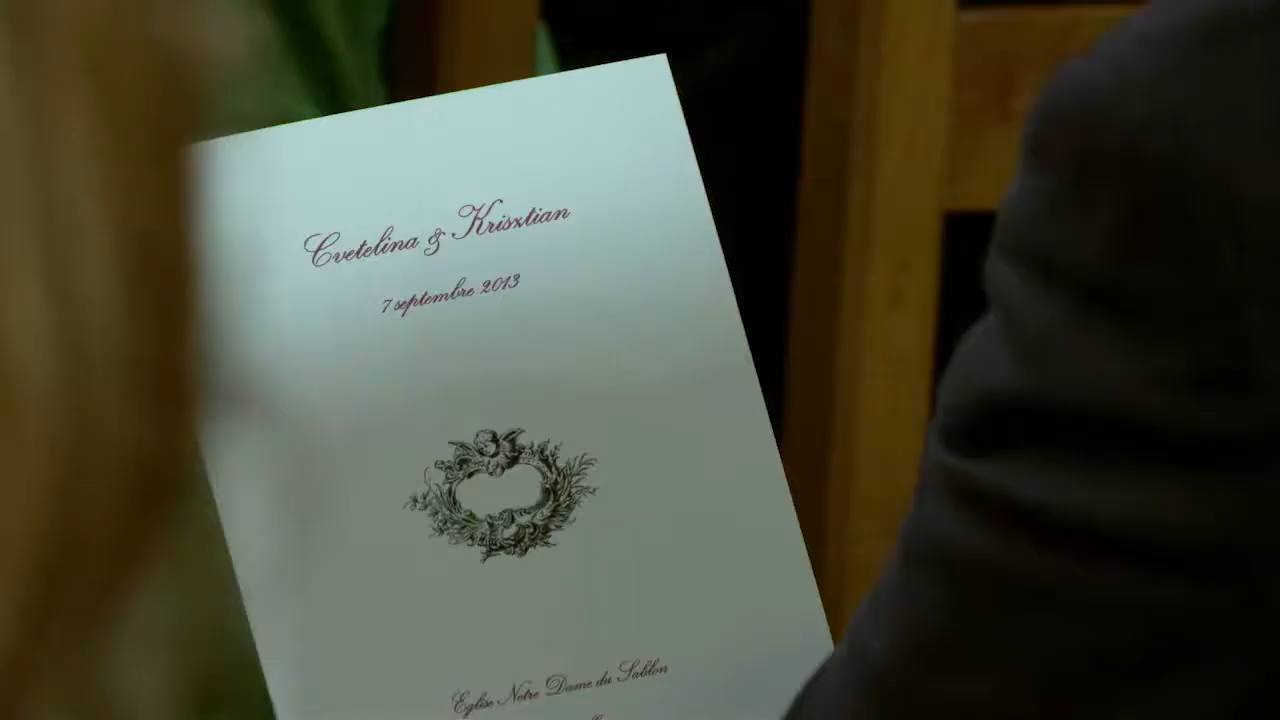 Cvetelina & Krisztian
7 septembre 2013
Eglise Notre Dame du Sablon